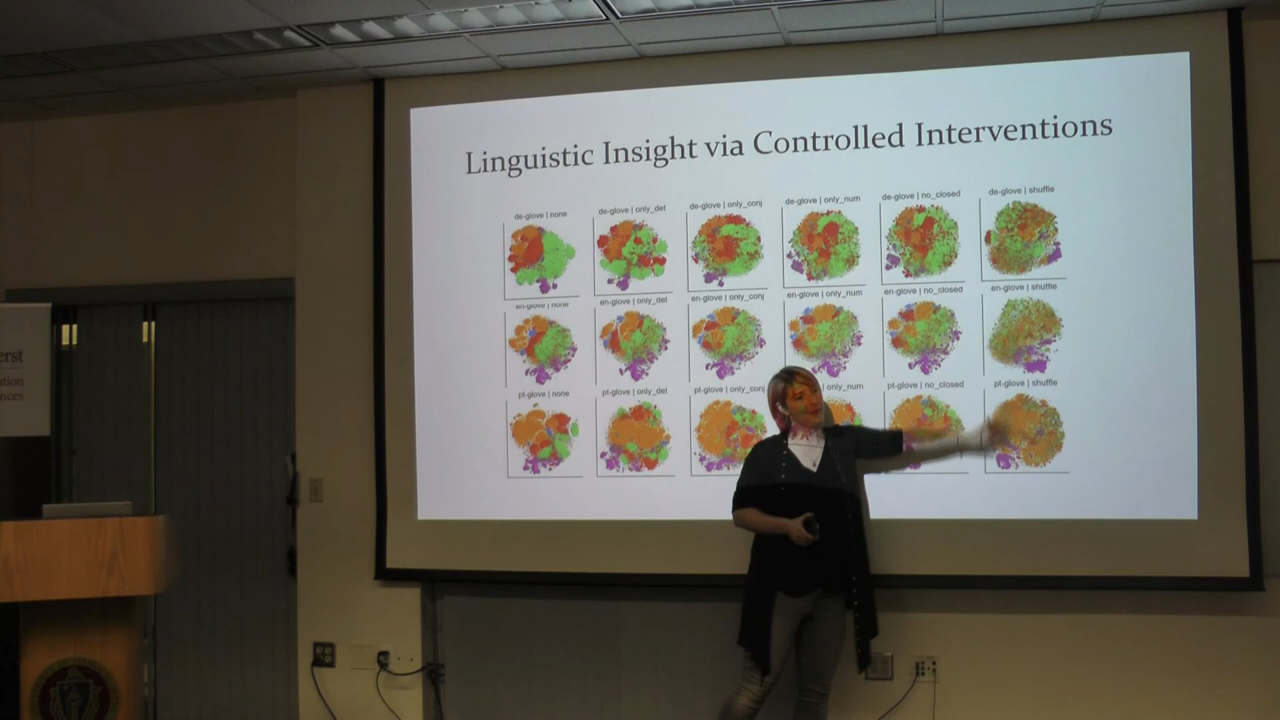 Linguistic Insight via Controlled Interventions
de-glove | none
de-glove | only_det
de-glove | only_conj
de-glove | only_num
de-glove | no_closed
de-glove | shuffle
en-glove | none
en-glove | only_det
en-glove | only_conj
en-glove | only_num
en-glove | no_closed
en-glove | shuffle
pt-glove | none
pt-glove | only_det
pt-glove | only_conj
only_num
pt-glove | no_closed
pt-glove | shuffle
erst
ation
nces